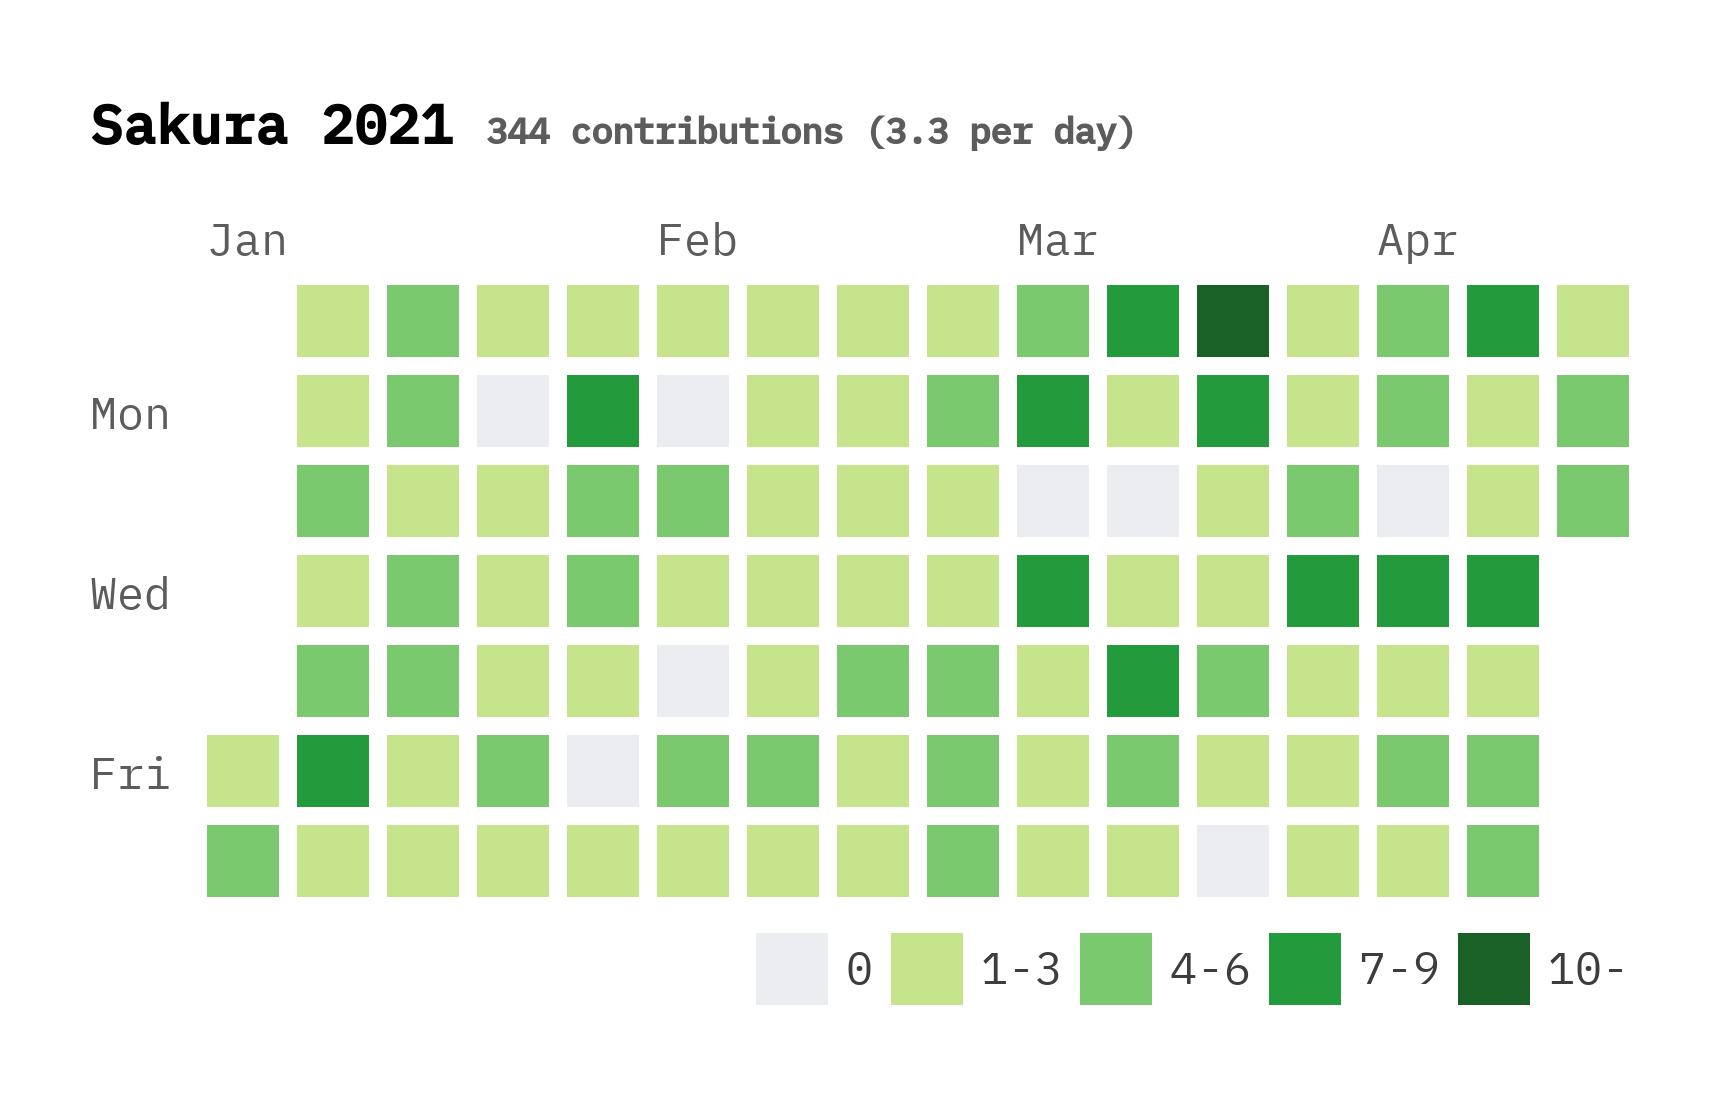 Sakura 2021 344 contributions (3.3 per day)
Jan Feb Mar Apr
Mon
Wed
Fri
0 1-3 4-6 7-9 10-